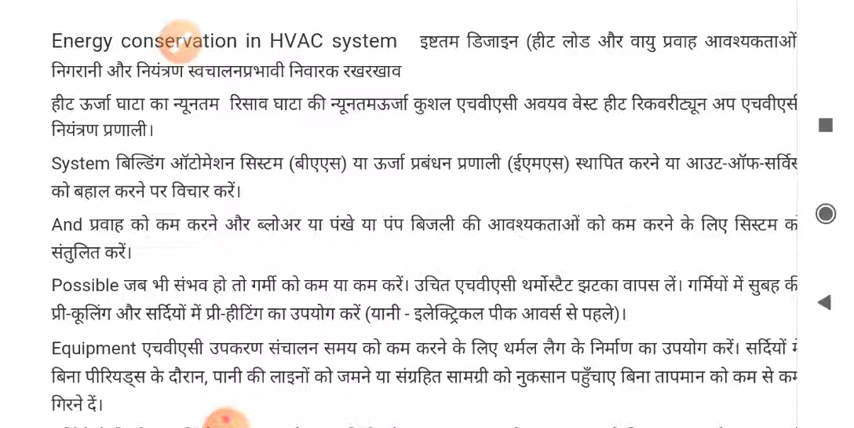 Energy conservation in HVAC system इष्टतम डिजाइन (हीट लोड और वायु प्रवाह आवश्यकताओं
निगरानी और नियंत्रण स्वचालनप्रभावी निवारक रखरखाव
हीट ऊर्जा घाटा का न्यूनतम रिसाव घाटा की न्यूनतमऊर्जा कुशल एचवीएसी अवयव वेस्ट हीट रिकवरीट्यून अप एचवीएसी
नियंत्रण प्रणाली।
System बिल्डिंग ऑटोमेशन सिस्टम (बीएएस) या ऊर्जा प्रबंधन प्रणाली (ईएमएस) स्थापित करने या आउट-ऑफ-सर्विस
को बहाल करने पर विचार करें।
And प्रवाह को कम करने और ब्लोअर या पंखे या पंप बिजली की आवश्यकताओं को कम करने के लिए सिस्टम को
संतुलित करें।
Possible जब भी संभव हो तो गर्मी को कम या कम करें। उचित एचवीएसी थर्मोस्टैट झटका वापस लें। गर्मियों में सुबह की
प्री-कूलिंग और सर्दियों में प्री-हीटिंग का उपयोग करें (यानी - इलेक्ट्रिकल पीक आवर्स से पहले)।
Equipment एचवीएसी उपकरण संचालन समय को कम करने के लिए थर्मल लैग के निर्माण का उपयोग करें। सर्दियों में
बिना पीरियड्स के दौरान, पानी की लाइनों को जमने या संग्रहित सामग्री को नुकसान पहुँचाए बिना तापमान को कम से कम
गिरने दें।